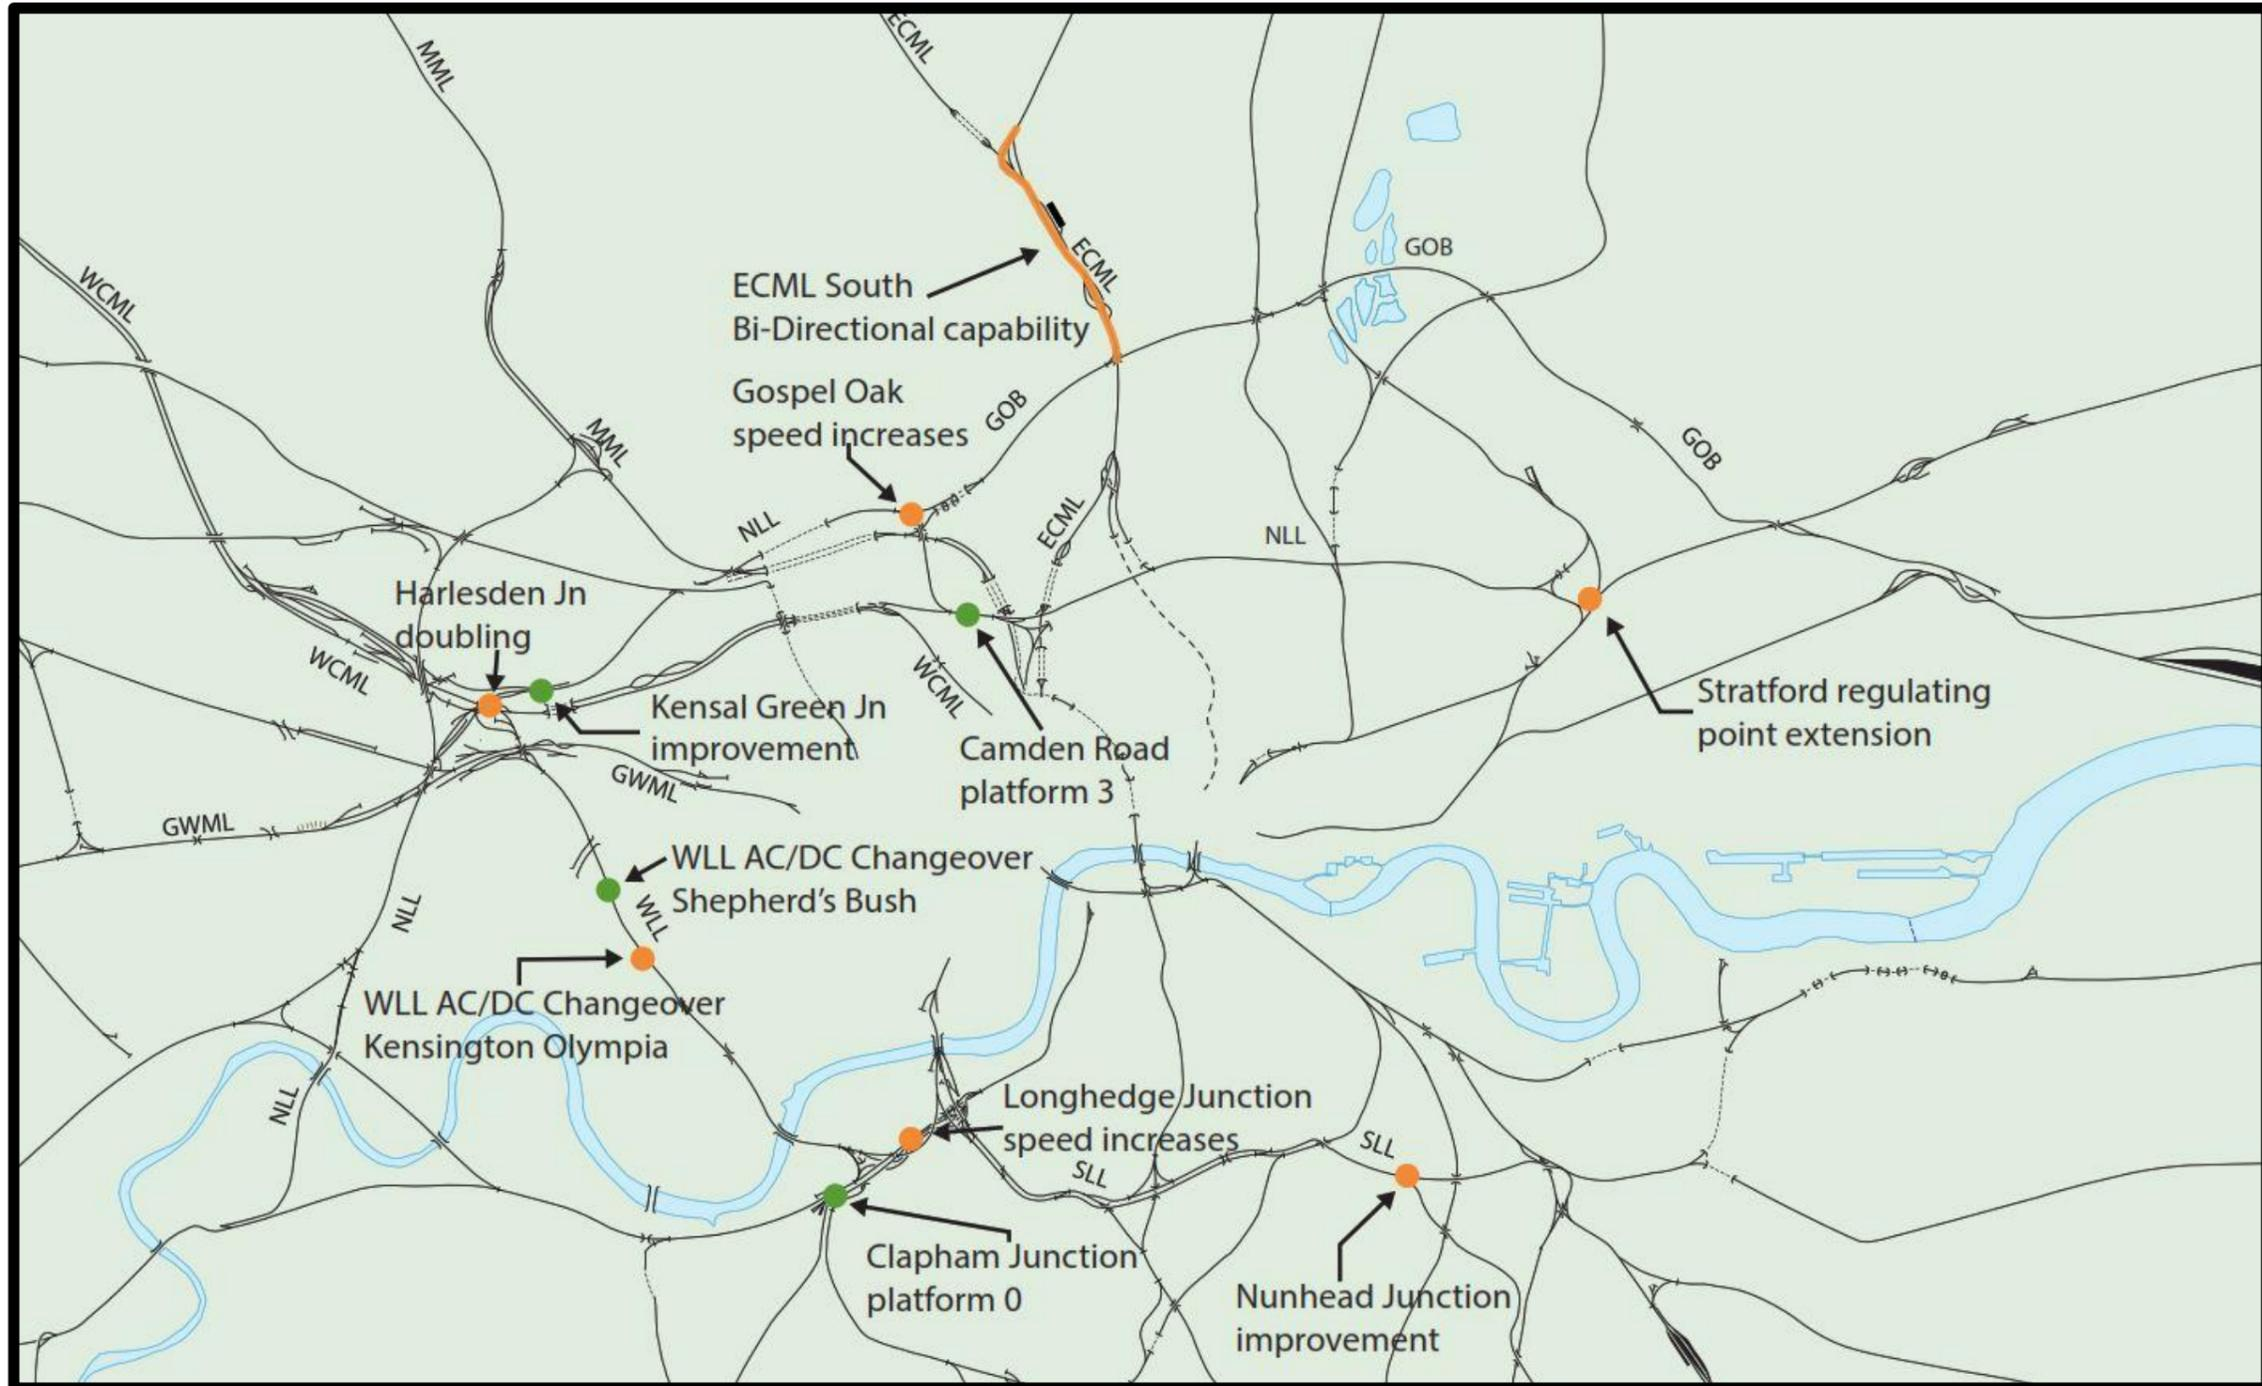 ECML
MML
GOB
WCML
ECML
ECML South
Bi-Directional capability
Gospel Oak
speed increases
GOB
MML
GOB
NLL
ECML
NLL
Harlesden Jn
doubling
WCML
WCML
Kensal Green Jn
improvement
Camden Road
platform 3
Stratford regulating
point extension
GWML
GWML
WLL AC/DC Changeover
Shepherd's Bush
NLL
WLL
WLL AC/DC Changeover
Kensington Olympia
NLL
Longhedge Junction
speed increases
SLL
SLL
Clapham Junction
platform 0
Nunhead Junction
improvement